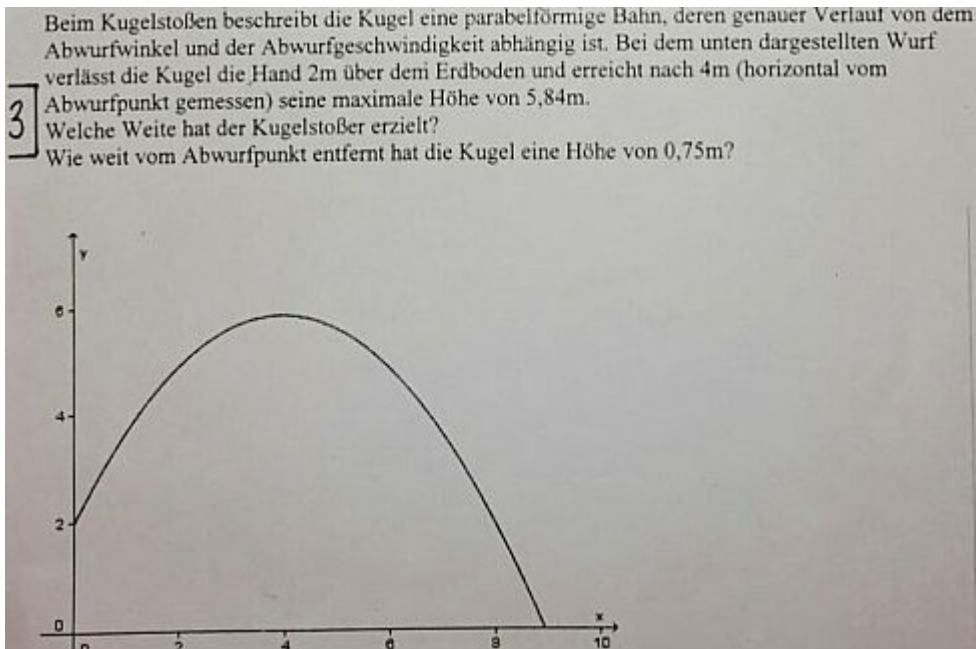 Beim Kugelstoßen beschreibt die Kugel eine parabelförmige Bahn, deren genauer Verlauf von dem
Abwurfwinkel und der Abwurfgeschwindigkeit abhängig ist. Bei dem unten dargestellten Wurf
verlässt die Kugel die Hand 2m über dem Erdboden und erreicht nach 4m (horizontal vom
3 Abwurfpunkt gemessen) seine maximale Höhe von 5,84m.
Welche Weite hat der Kugelstoßer erzielt?
Wie weit vom Abwurfpunkt entfernt hat die Kugel eine Höhe von 0,75m?
y
6
4
2
0 x
0 2 4 6 8 10